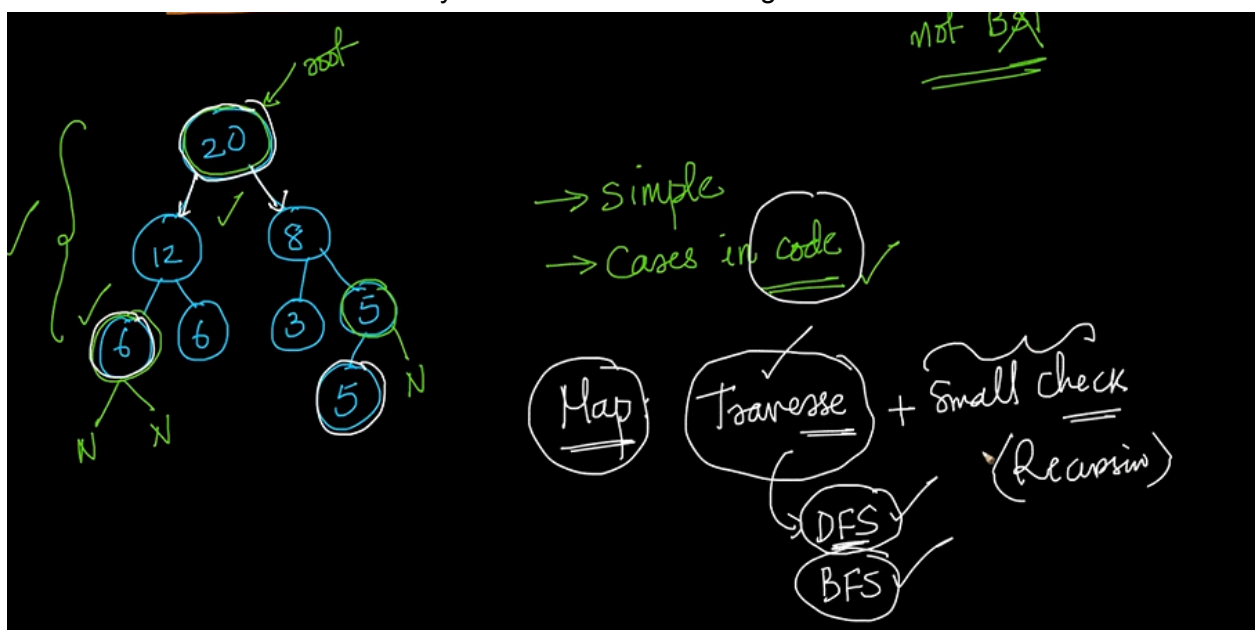 not BST
root
20
12 8
6 6 3 5
5 N
N N
→ simple
→ Cases in code
Map Traverse + Small check
(Recursion)
DFS
BFS